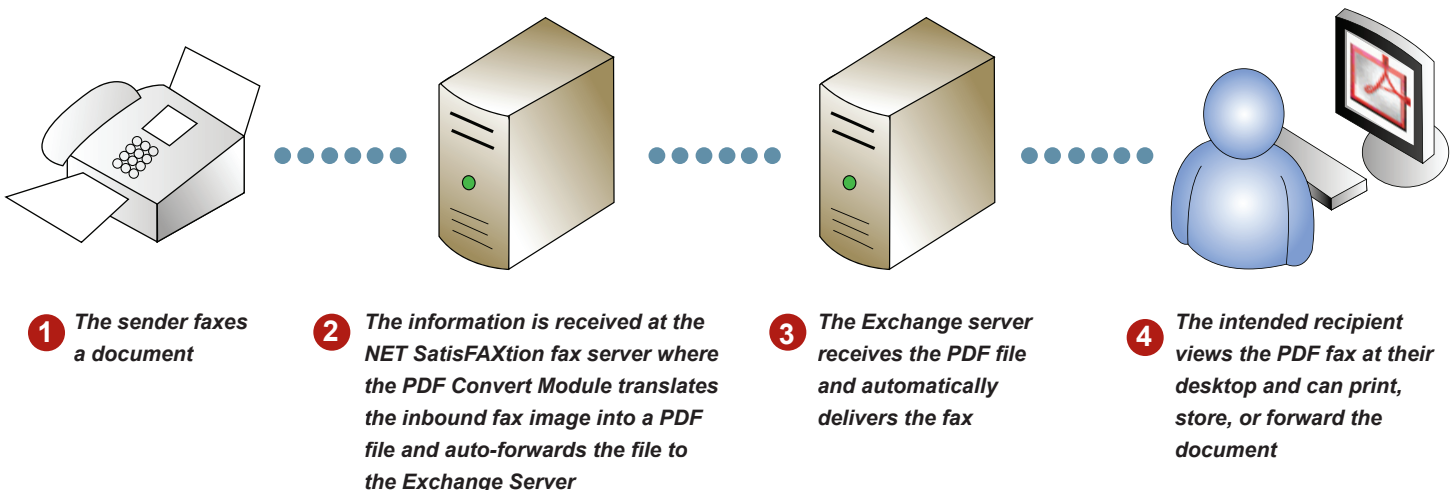 1
The sender faxes
a document
2
The information is received at the
NET SatisFAXtion fax server where
the PDF Convert Module translates
the inbound fax image into a PDF
file and auto-forwards the file to
the Exchange Server
3
The Exchange server
receives the PDF file
and automatically
delivers the fax
4
The intended recipient
views the PDF fax at their
desktop and can print,
store, or forward the
document